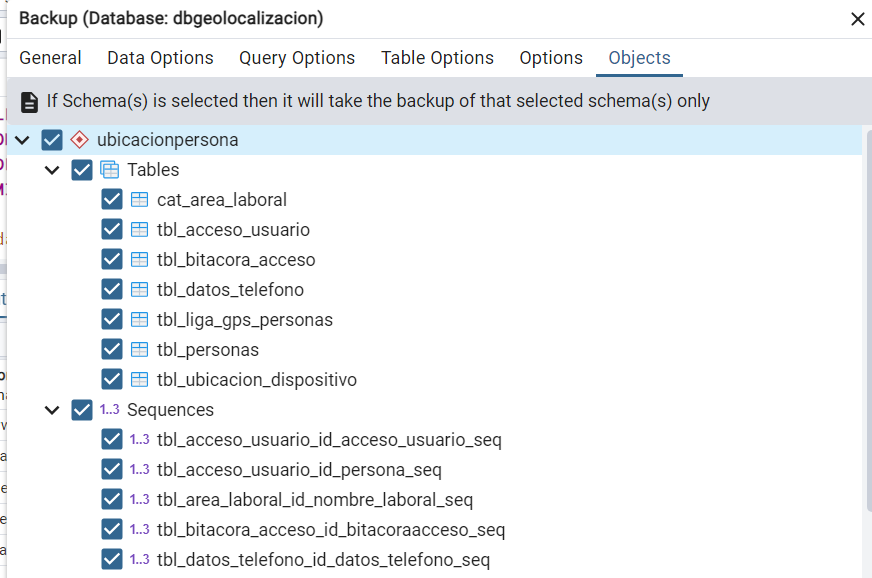 Backup (Database: dbgeolocalizacion)
General Data Options Query Options Table Options Options Objects
If Schema(s) is selected then it will take the backup of that selected schema(s) only
ubicacionpersona
Tables
cat_area_laboral
tbl_acceso_usuario
tbl_bitacora_acceso
tbl_datos_telefono
tbl_liga_gps_personas
tbl_personas
tbl_ubicacion_dispositivo
1..3 Sequences
1..3 tbl_acceso_usuario_id_acceso_usuario_seq
1..3 tbl_acceso_usuario_id_persona_seq
1..3 tbl_area_laboral_id_nombre_laboral_seq
1..3 tbl_bitacora_acceso_id_bitacoraacceso_seq
1..3 tbl_datos_telefono_id_datos_telefono_seq